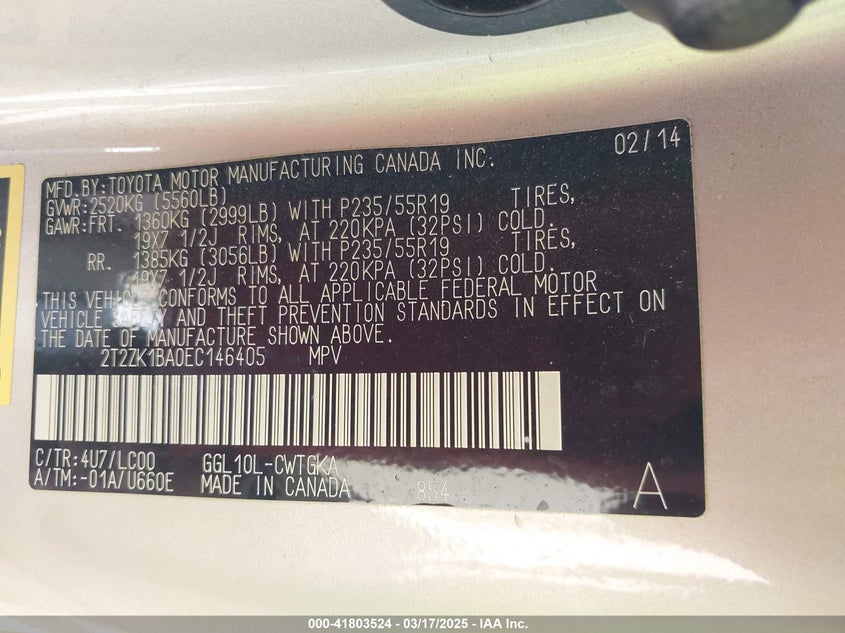 02/14
MFD.BY:TOYOTA MOTOR MANUFACTURING CANADA INC.
GVWR:2520KG (5560LB)
GAWR:FRT. 1360KG (2999LB) WITH P235/55R19 TIRES,
19X7 1/2J RIMS, AT 220KPA (32PSI) COLD.
RR. 1385KG (3056LB) WITH P235/55R19 TIRES,
19X7 1/2J RIMS, AT 220KPA (32PSI) COLD.
THIS VEHICLE CONFORMS TO ALL APPLICABLE FEDERAL MOTOR
VEHICLE SAFETY AND THEFT PREVENTION STANDARDS IN EFFECT ON
THE DATE OF MANUFACTURE SHOWN ABOVE.
2T2ZK1BA0EC146405 MPV
C/TR:4U7/LC00 GGL10L-CWTGKA
A/TM:-01A/U660E MADE IN CANADA 854 A
000-41803524 - 03/17/2025 - IAA Inc.